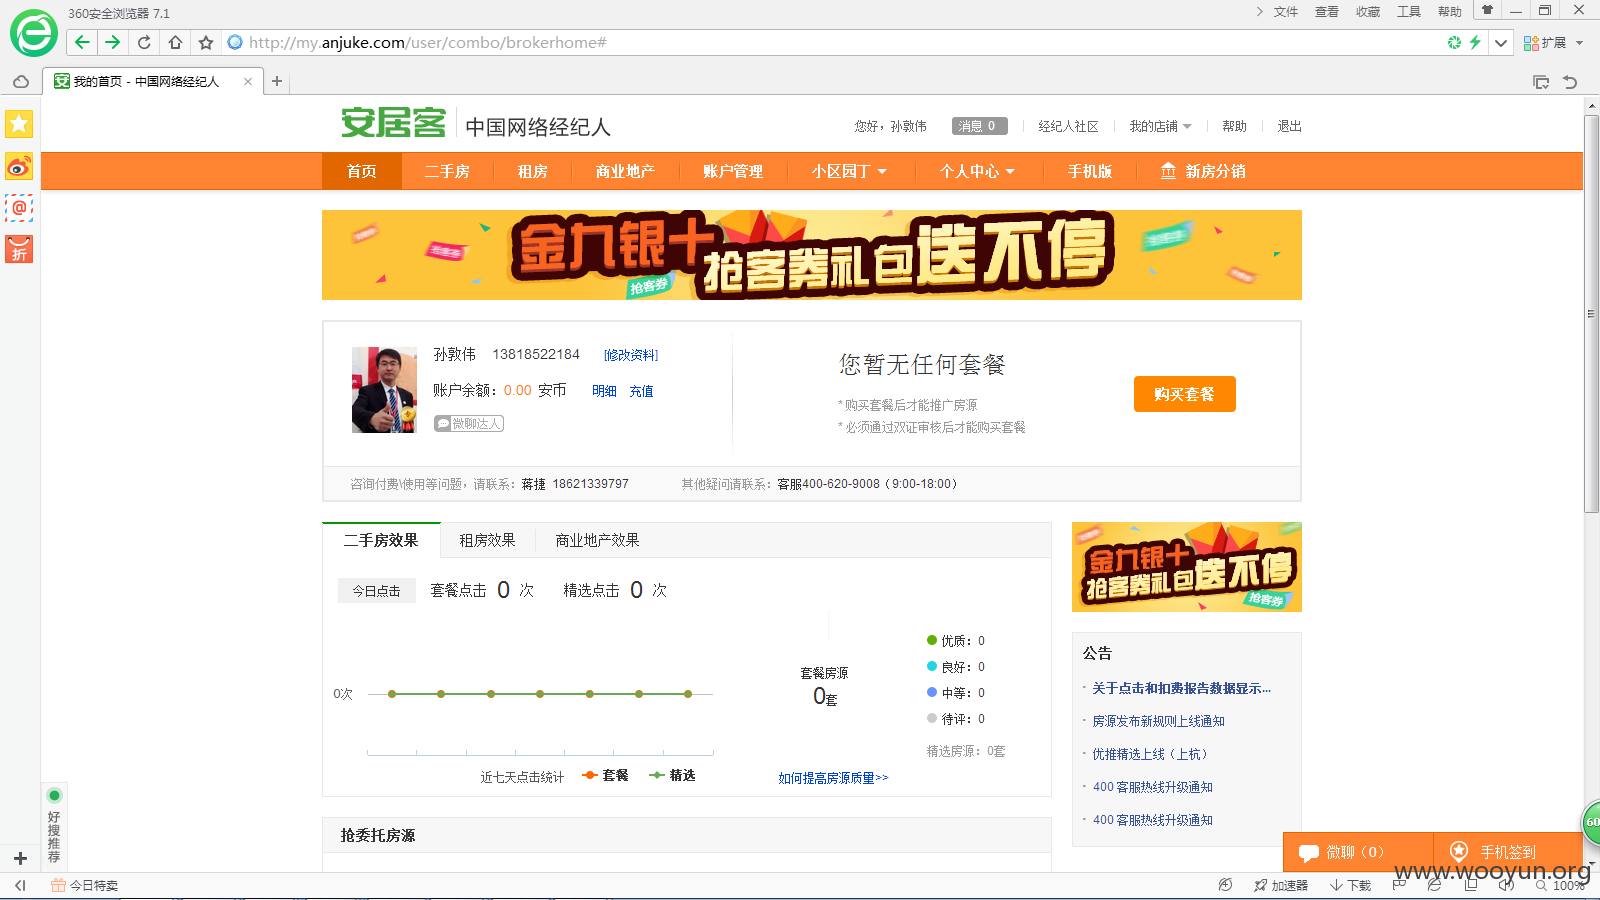 360安全浏览器 7.1
文件 查看 收藏 工具 帮助
http://my.anjuke.com/user/combo/brokerhome#
扩展
我的首页 - 中国网络经纪人
安居客 中国网络经纪人
您好，孙敦伟 消息 0 经纪人社区 我的店铺 帮助 退出
首页 二手房 租房 商业地产 账户管理 小区园丁 个人中心 手机版 新房分销
金九银十
抢客券礼包送不停
抢客券
孙敦伟 13818522184 [修改资料]
账户余额：0.00 安币 明细 充值
微聊达人
您暂无任何套餐
* 购买套餐后才能推广房源
* 必须通过双证审核后才能购买套餐
购买套餐
咨询付费\使用等问题，请联系：蒋捷 18621339797 其他疑问请联系：客服400-620-9008（9:00-18:00）
二手房效果 租房效果 商业地产效果
今日点击 套餐点击 0 次 精选点击 0 次
0次
近七天点击统计 套餐 精选
套餐房源
0套
优质：0
良好：0
中等：0
待评：0
精选房源：0套
如何提高房源质量>>
抢委托房源
金九银十
抢客券礼包送不停
抢客券
公告
· 关于点击和扣费报告数据显示...
· 房源发布新规则上线通知
· 优推精选上线（上杭）
· 400 客服热线升级通知
· 400 客服热线升级通知
微聊（0） 手机签到
60
@
折
好搜推荐
今日特卖
加速器 下载 100%
www.wooyun.org